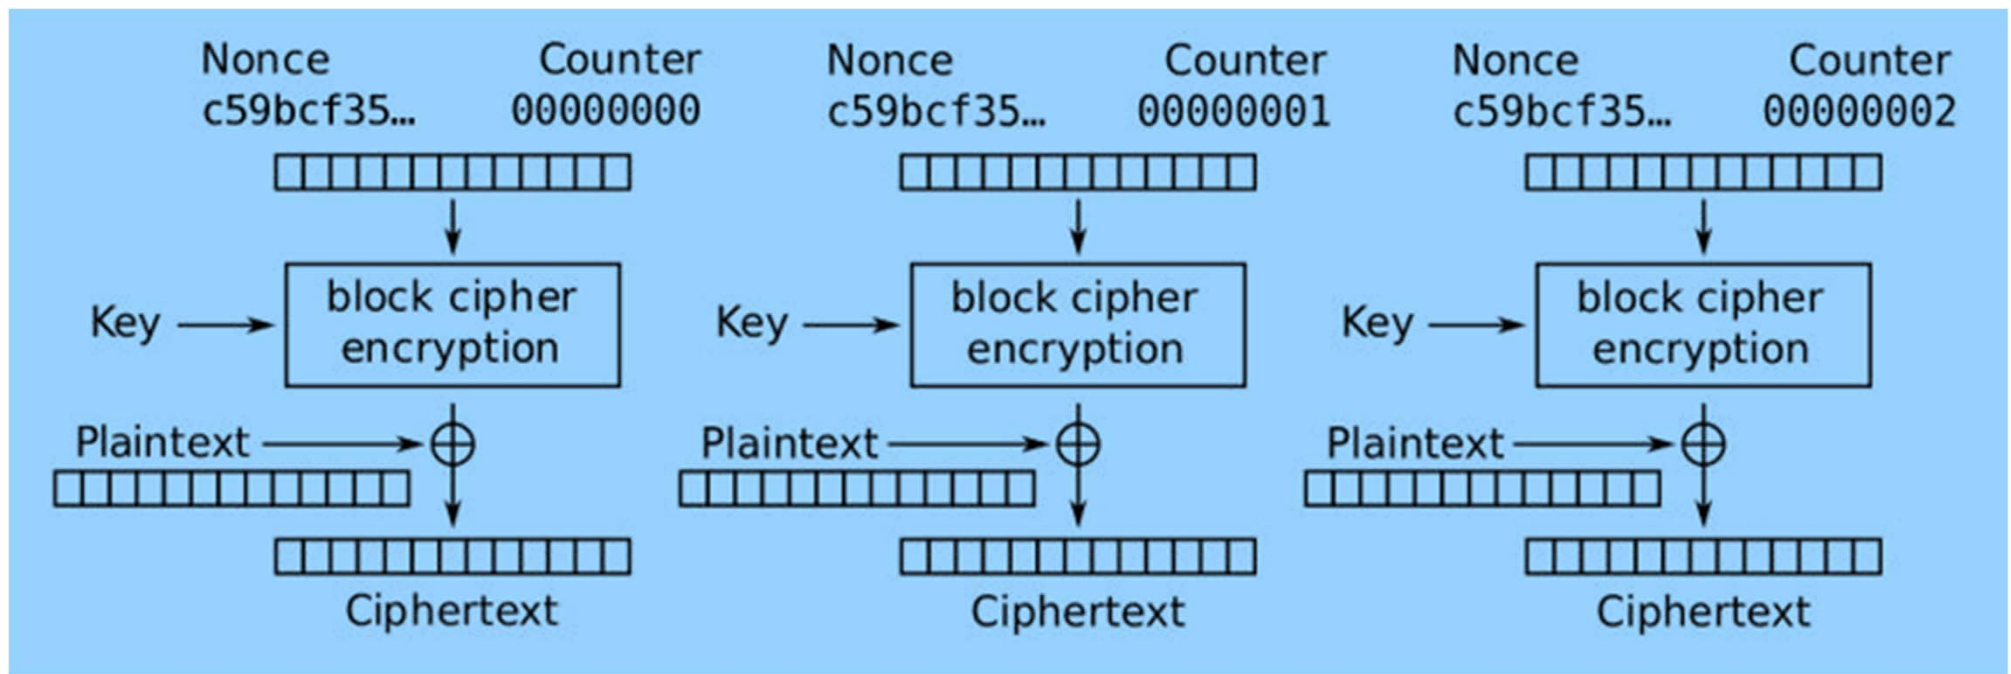 Nonce Counter Nonce Counter Nonce Counter
c59bcf35… 00000000 c59bcf35… 00000001 c59bcf35… 00000002
block cipher block cipher block cipher
Key Key Key
encryption encryption encryption
Plaintext Plaintext Plaintext
Ciphertext Ciphertext Ciphertext